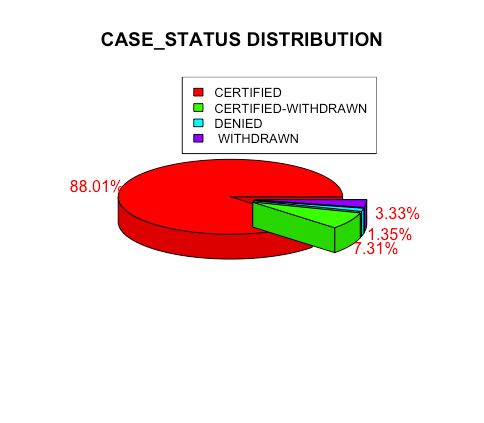 CASE_STATUS DISTRIBUTION
CERTIFIED
CERTIFIED-WITHDRAWN
DENIED
WITHDRAWN
88.01%
3.33%
1.35%
7.31%